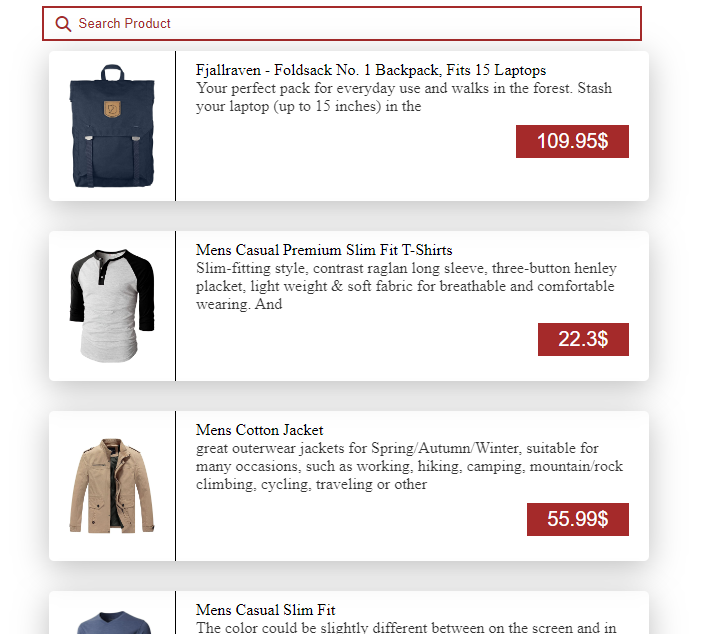 Search Product
Fjallraven - Foldsack No. 1 Backpack, Fits 15 Laptops
Your perfect pack for everyday use and walks in the forest. Stash
your laptop (up to 15 inches) in the
109.95$
Mens Casual Premium Slim Fit T-Shirts
Slim-fitting style, contrast raglan long sleeve, three-button henley
placket, light weight & soft fabric for breathable and comfortable
wearing. And
22.3$
Mens Cotton Jacket
great outerwear jackets for Spring/Autumn/Winter, suitable for
many occasions, such as working, hiking, camping, mountain/rock
climbing, cycling, traveling or other
55.99$
Mens Casual Slim Fit
The color could be slightly different between on the screen and in